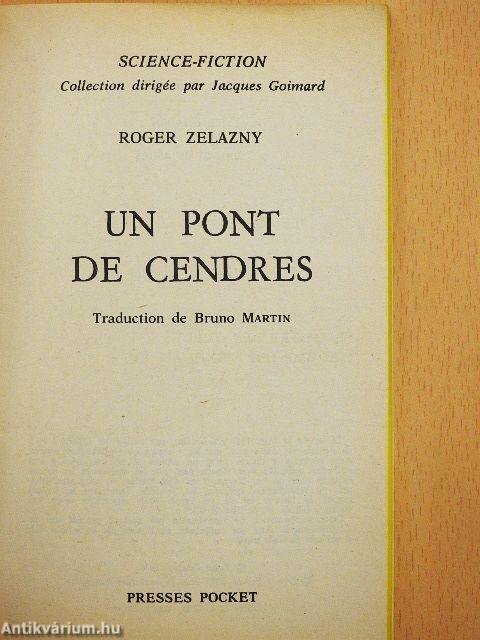 SCIENCE-FICTION
Collection dirigée par Jacques Goimard
ROGER ZELAZNY
UN PONT
DE CENDRES
Traduction de Bruno MARTIN
PRESSES POCKET
Antikvárium.hu